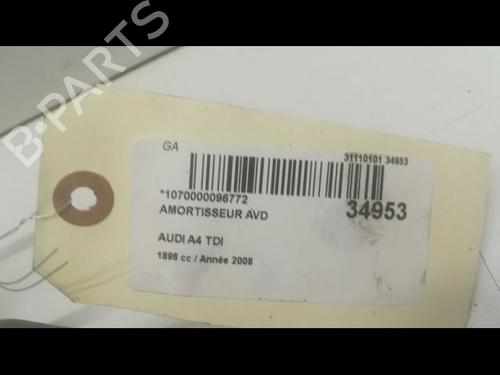 B-PARTS
GA
31110101 34953
*1070000096772
34953
AMORTISSEUR AVD
AUDI A4 TDI
1896 cc / Année 2008